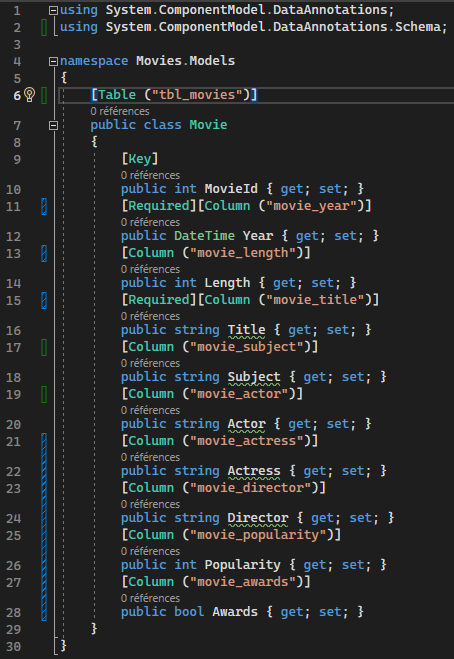 1 using System.ComponentModel.DataAnnotations;
2 using System.ComponentModel.DataAnnotations.Schema;
3
4 namespace Movies.Models
5 {
6 [Table ("tbl_movies")]
0 références
7 public class Movie
8 {
9 [Key]
0 références
10 public int MovieId { get; set; }
11 [Required][Column ("movie_year")]
0 références
12 public DateTime Year { get; set; }
13 [Column ("movie_length")]
0 références
14 public int Length { get; set; }
15 [Required][Column ("movie_title")]
0 références
16 public string Title { get; set; }
17 [Column ("movie_subject")]
0 références
18 public string Subject { get; set; }
19 [Column ("movie_actor")]
0 références
20 public string Actor { get; set; }
21 [Column ("movie_actress")]
0 références
22 public string Actress { get; set; }
23 [Column ("movie_director")]
0 références
24 public string Director { get; set; }
25 [Column ("movie_popularity")]
0 références
26 public int Popularity { get; set; }
27 [Column ("movie_awards")]
0 références
28 public bool Awards { get; set; }
29 }
30 }